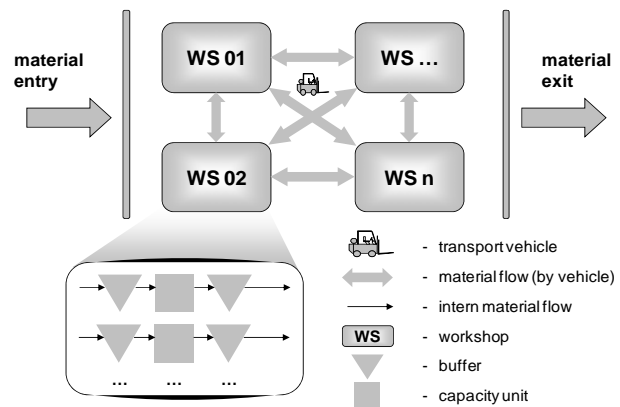 material entry
WS 01
WS ...
material exit
WS 02
WS n
- transport vehicle
- material flow (by vehicle)
- intern material flow
WS - workshop
- buffer
- capacity unit
... ... ...